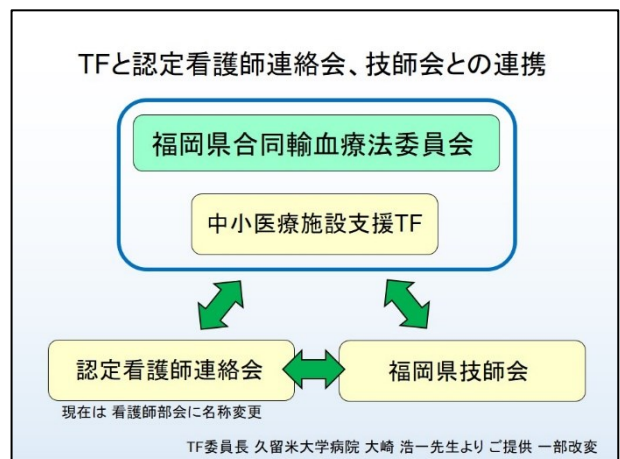 TFと認定看護師連絡会、技師会との連携
福岡県合同輸血療法委員会
中小医療施設支援TF
認定看護師連絡会
福岡県技師会
現在は 看護師部会に名称変更
TF委員長 久留米大学病院 大崎 浩一先生より ご提供 一部改変